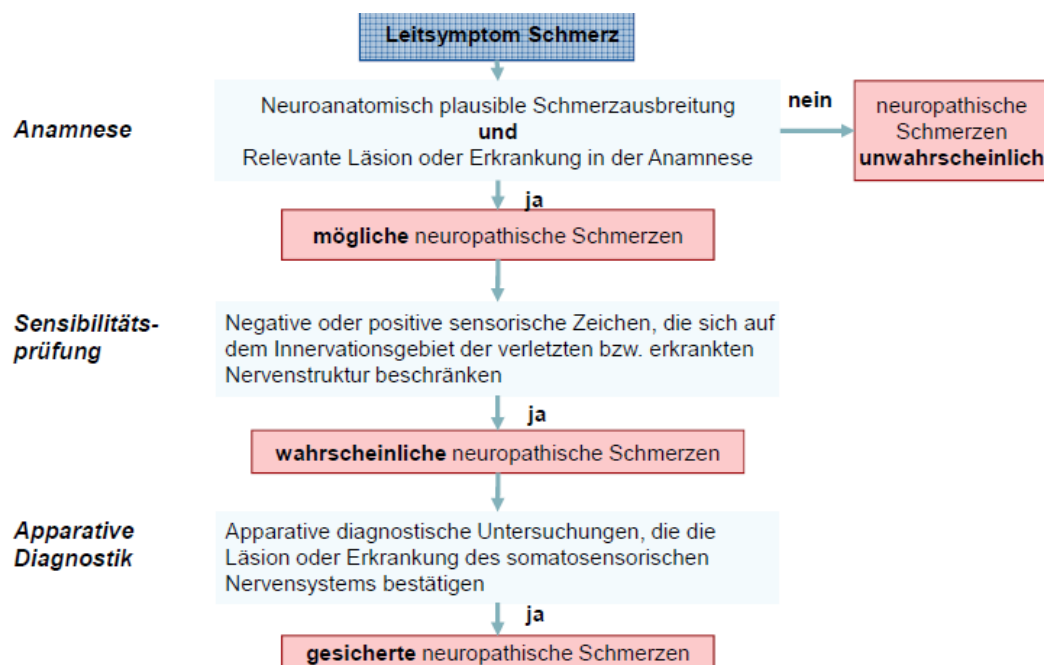 Leitsymptom Schmerz
Anamnese
Neuroanatomisch plausible Schmerzausbreitung
und
Relevante Läsion oder Erkrankung in der Anamnese
nein
neuropathische
Schmerzen
unwahrscheinlich
ja
mögliche neuropathische Schmerzen
Sensibilitäts-
prüfung
Negative oder positive sensorische Zeichen, die sich auf
dem Innervationsgebiet der verletzten bzw. erkrankten
Nervenstruktur beschränken
ja
wahrscheinliche neuropathische Schmerzen
Apparative
Diagnostik
Apparative diagnostische Untersuchungen, die die
Läsion oder Erkrankung des somatosensorischen
Nervensystems bestätigen
ja
gesicherte neuropathische Schmerzen